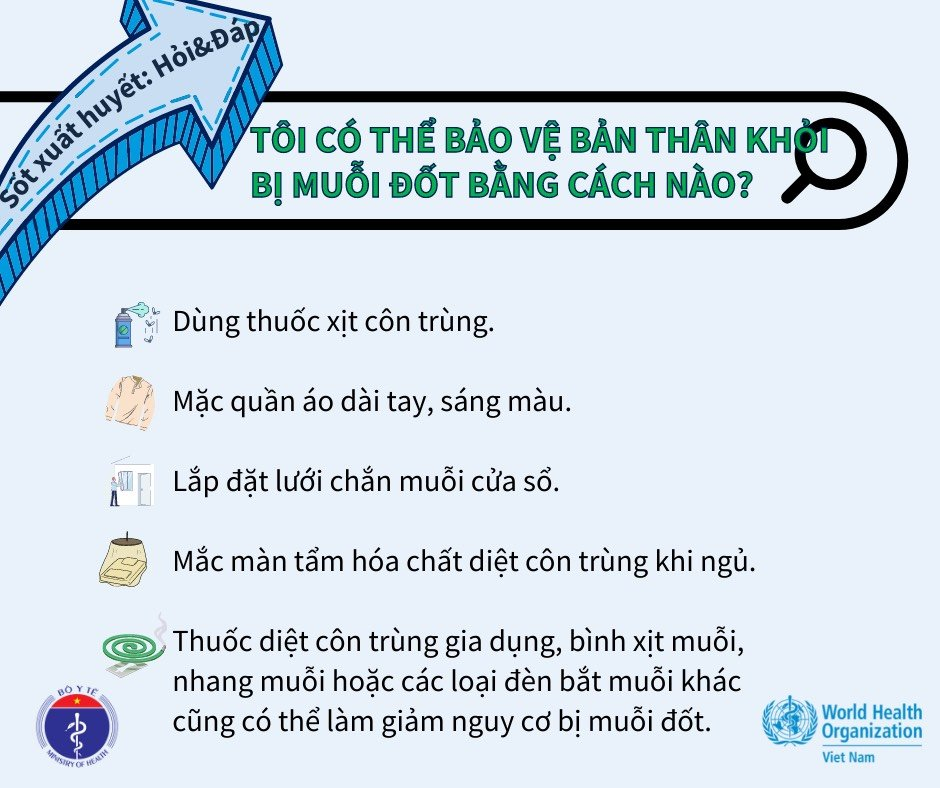 Sốt xuất huyết: Hỏi&Đáp
TÔI CÓ THỂ BẢO VỆ BẢN THÂN KHỎI
BỊ MUỖI ĐỐT BẰNG CÁCH NÀO?
Dùng thuốc xịt côn trùng.
Mặc quần áo dài tay, sáng màu.
Lắp đặt lưới chắn muỗi cửa sổ.
Mắc màn tẩm hóa chất diệt côn trùng khi ngủ.
Thuốc diệt côn trùng gia dụng, bình xịt muỗi,
nhang muỗi hoặc các loại đèn bắt muỗi khác
cũng có thể làm giảm nguy cơ bị muỗi đốt.
BỘ Y TẾ
MINISTRY OF HEALTH
World Health
Organization
Viet Nam